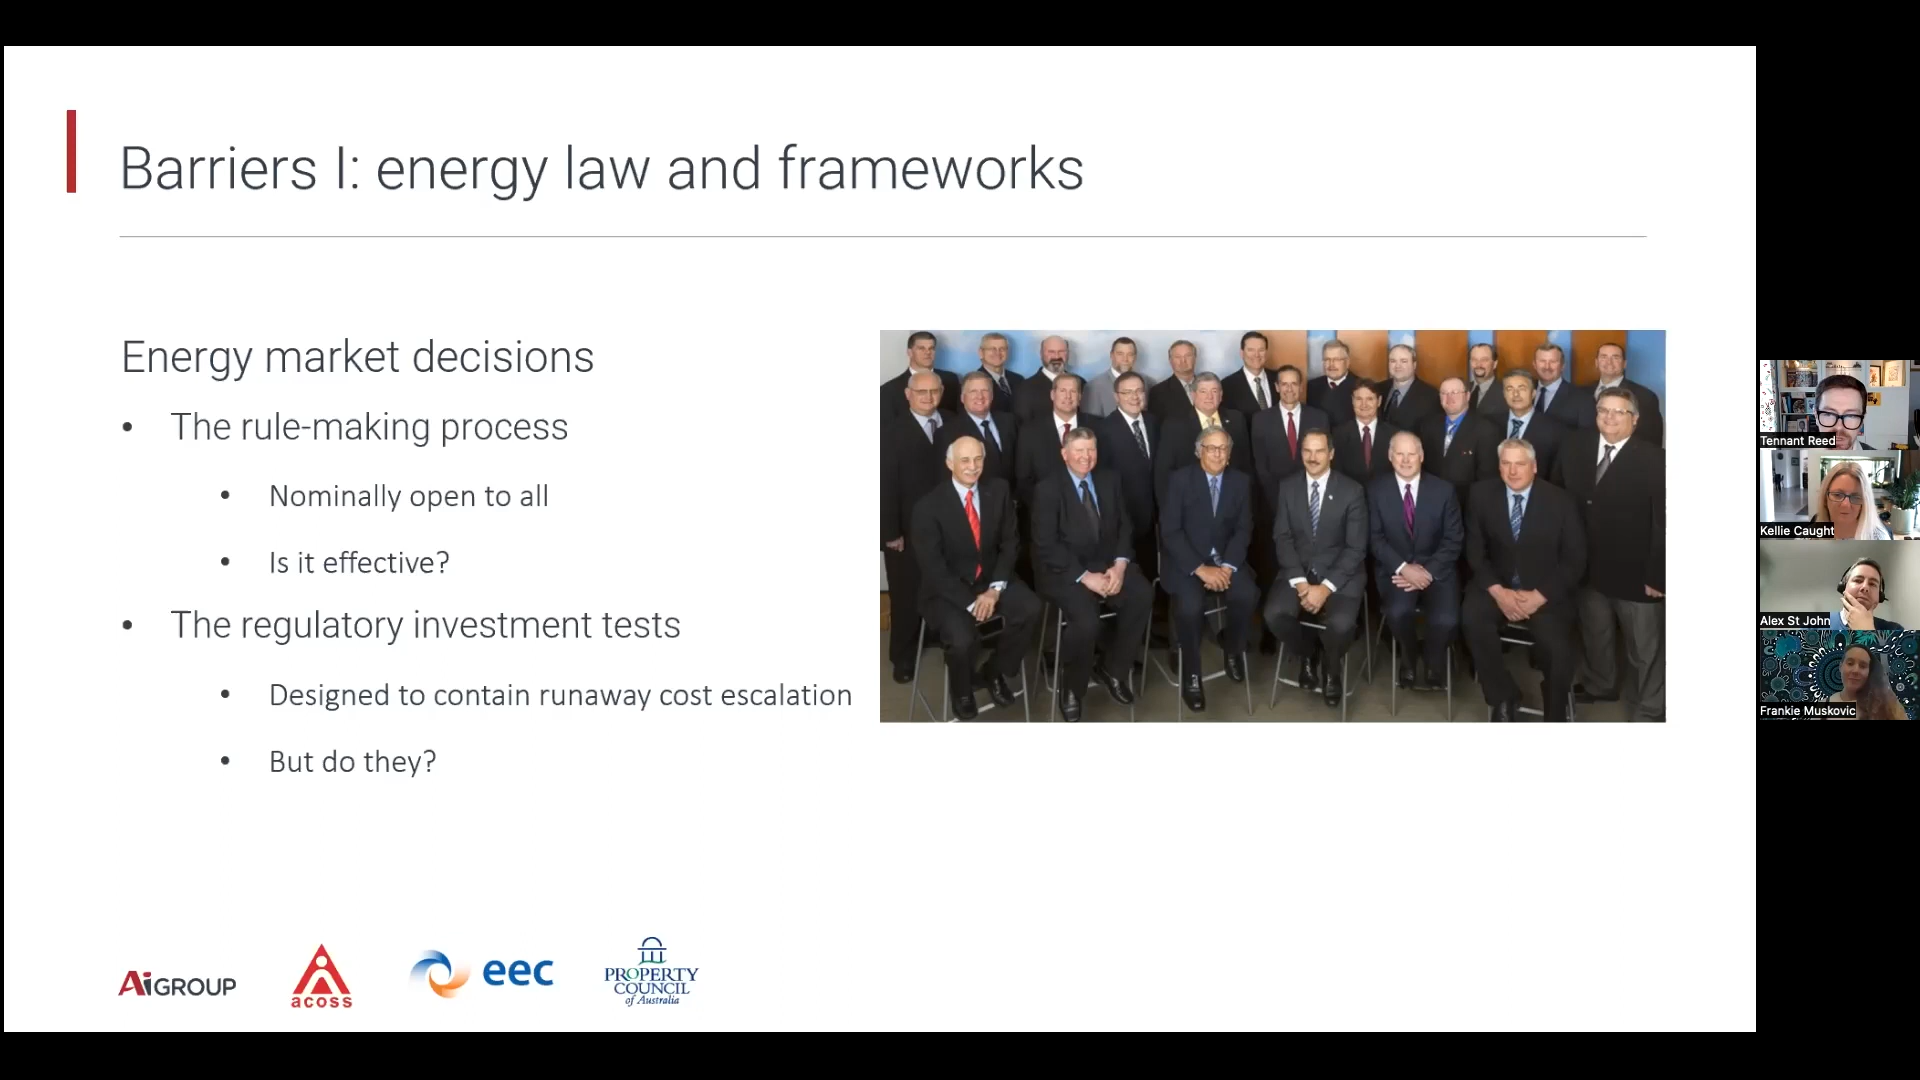 Barriers I: energy law and frameworks
Energy market decisions
• The rule-making process
• Nominally open to all
• Is it effective?
• The regulatory investment tests
• Designed to contain runaway cost escalation
• But do they?
Ai GROUP
acoss
eec
PROPERTY
COUNCIL
of Australia
Tennant Reed
Kellie Caught
Alex St John
Frankie Muskovic